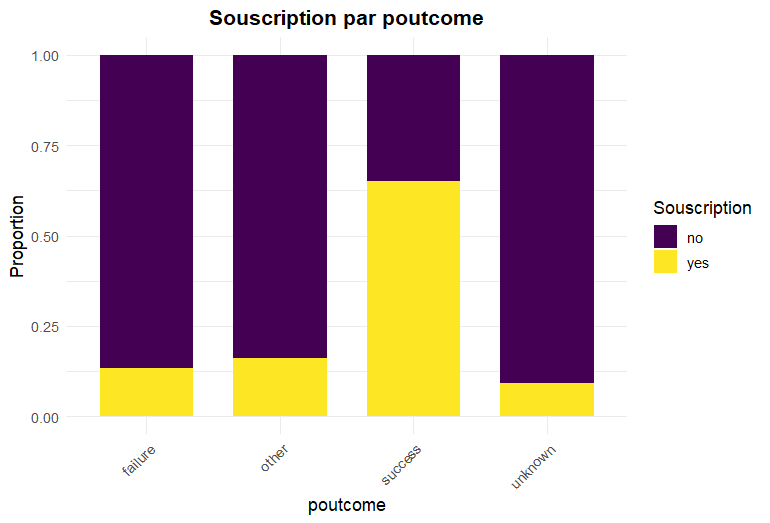 Souscription par poutcome
Proportion
1.00
0.75
0.50
0.25
0.00
failure
other
success
unknown
poutcome
Souscription
no
yes